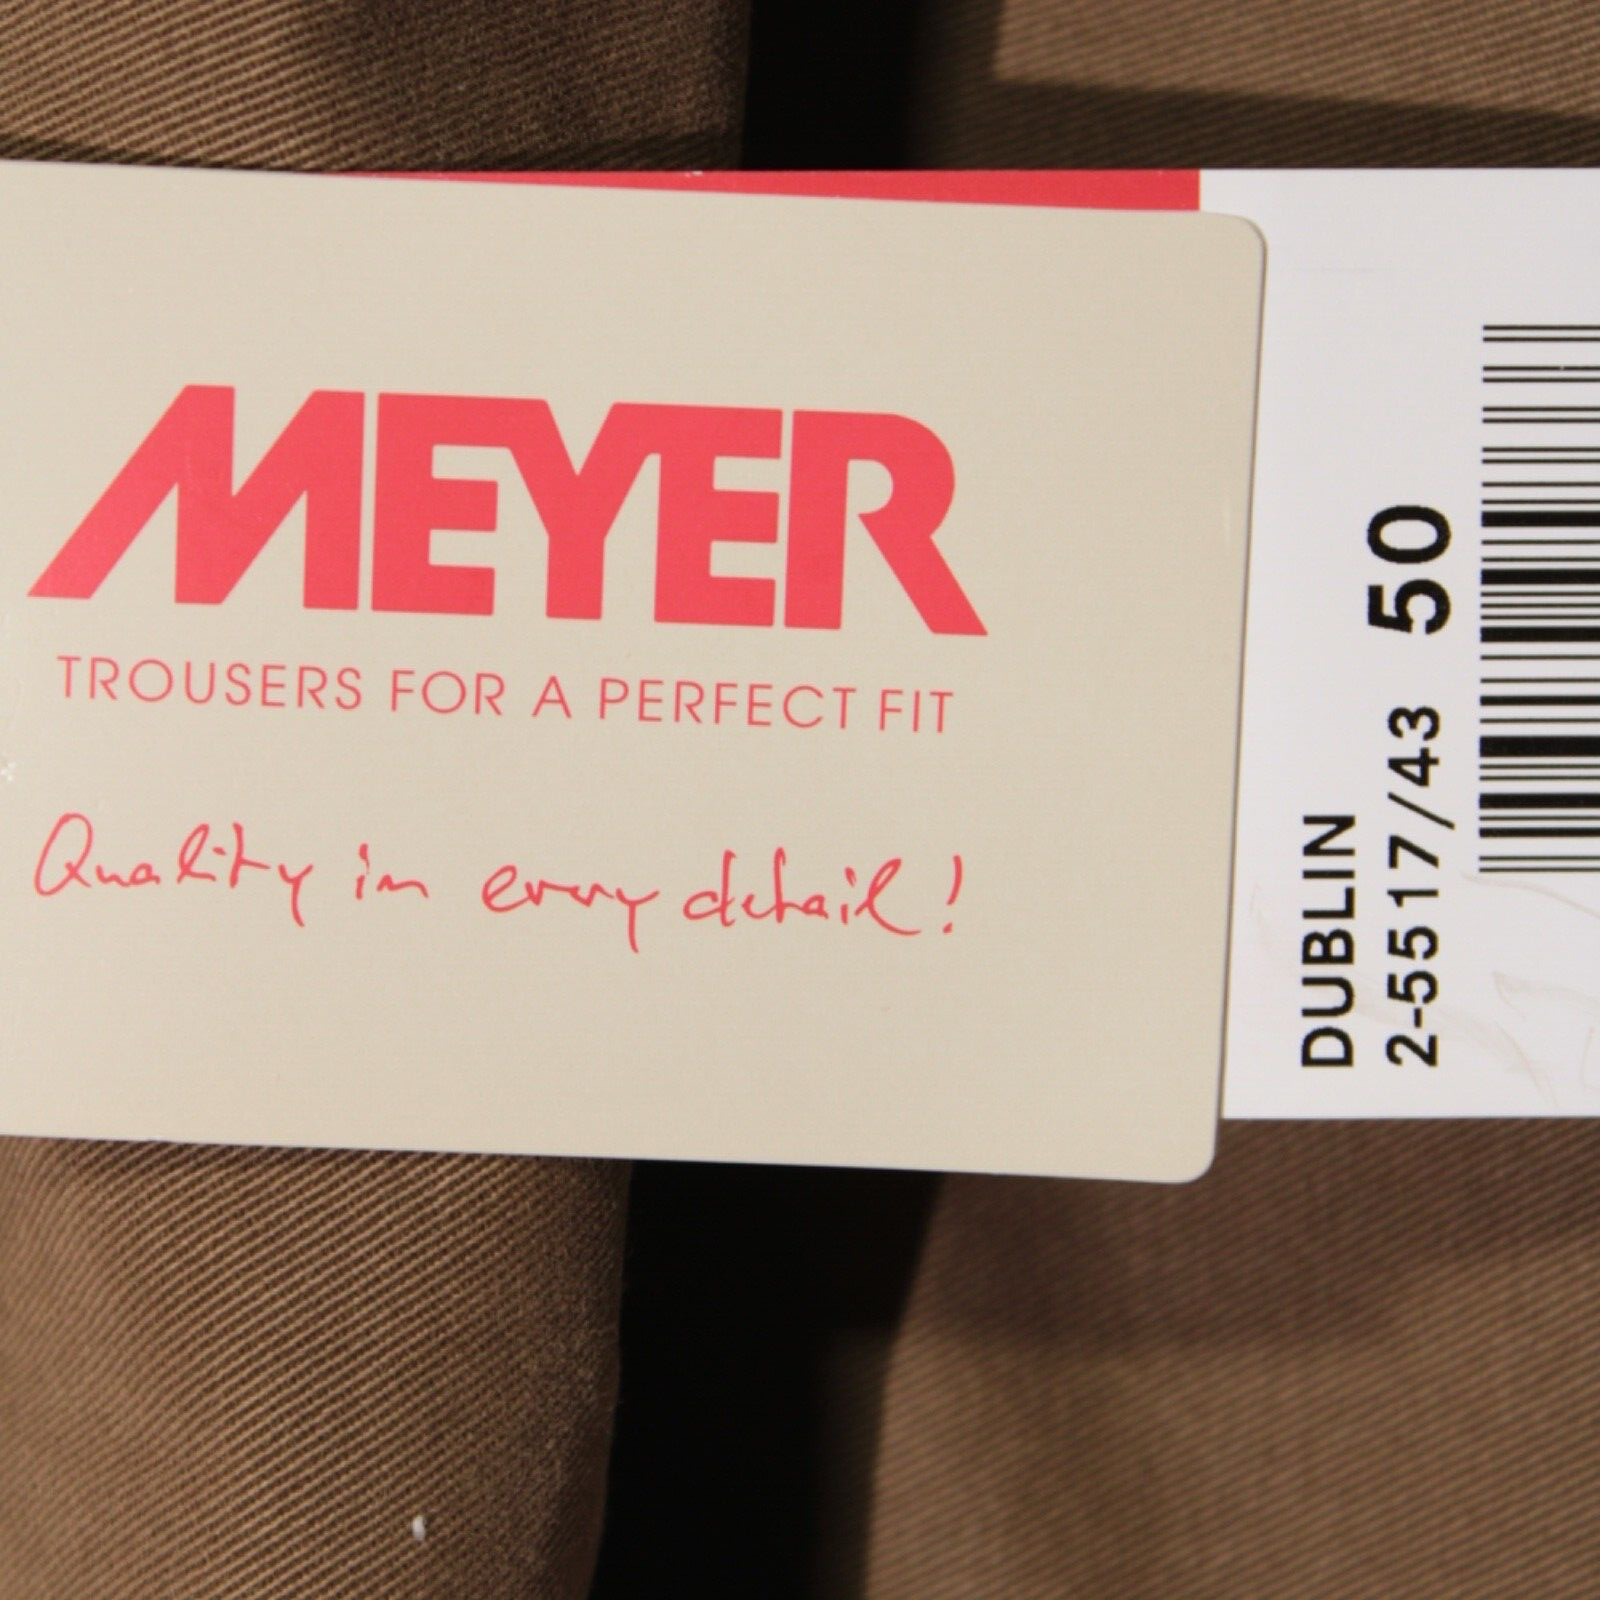 MEYER
TROUSERS FOR A PERFECT FIT
Quality in every detail!
DUBLIN
2-5517/43 50